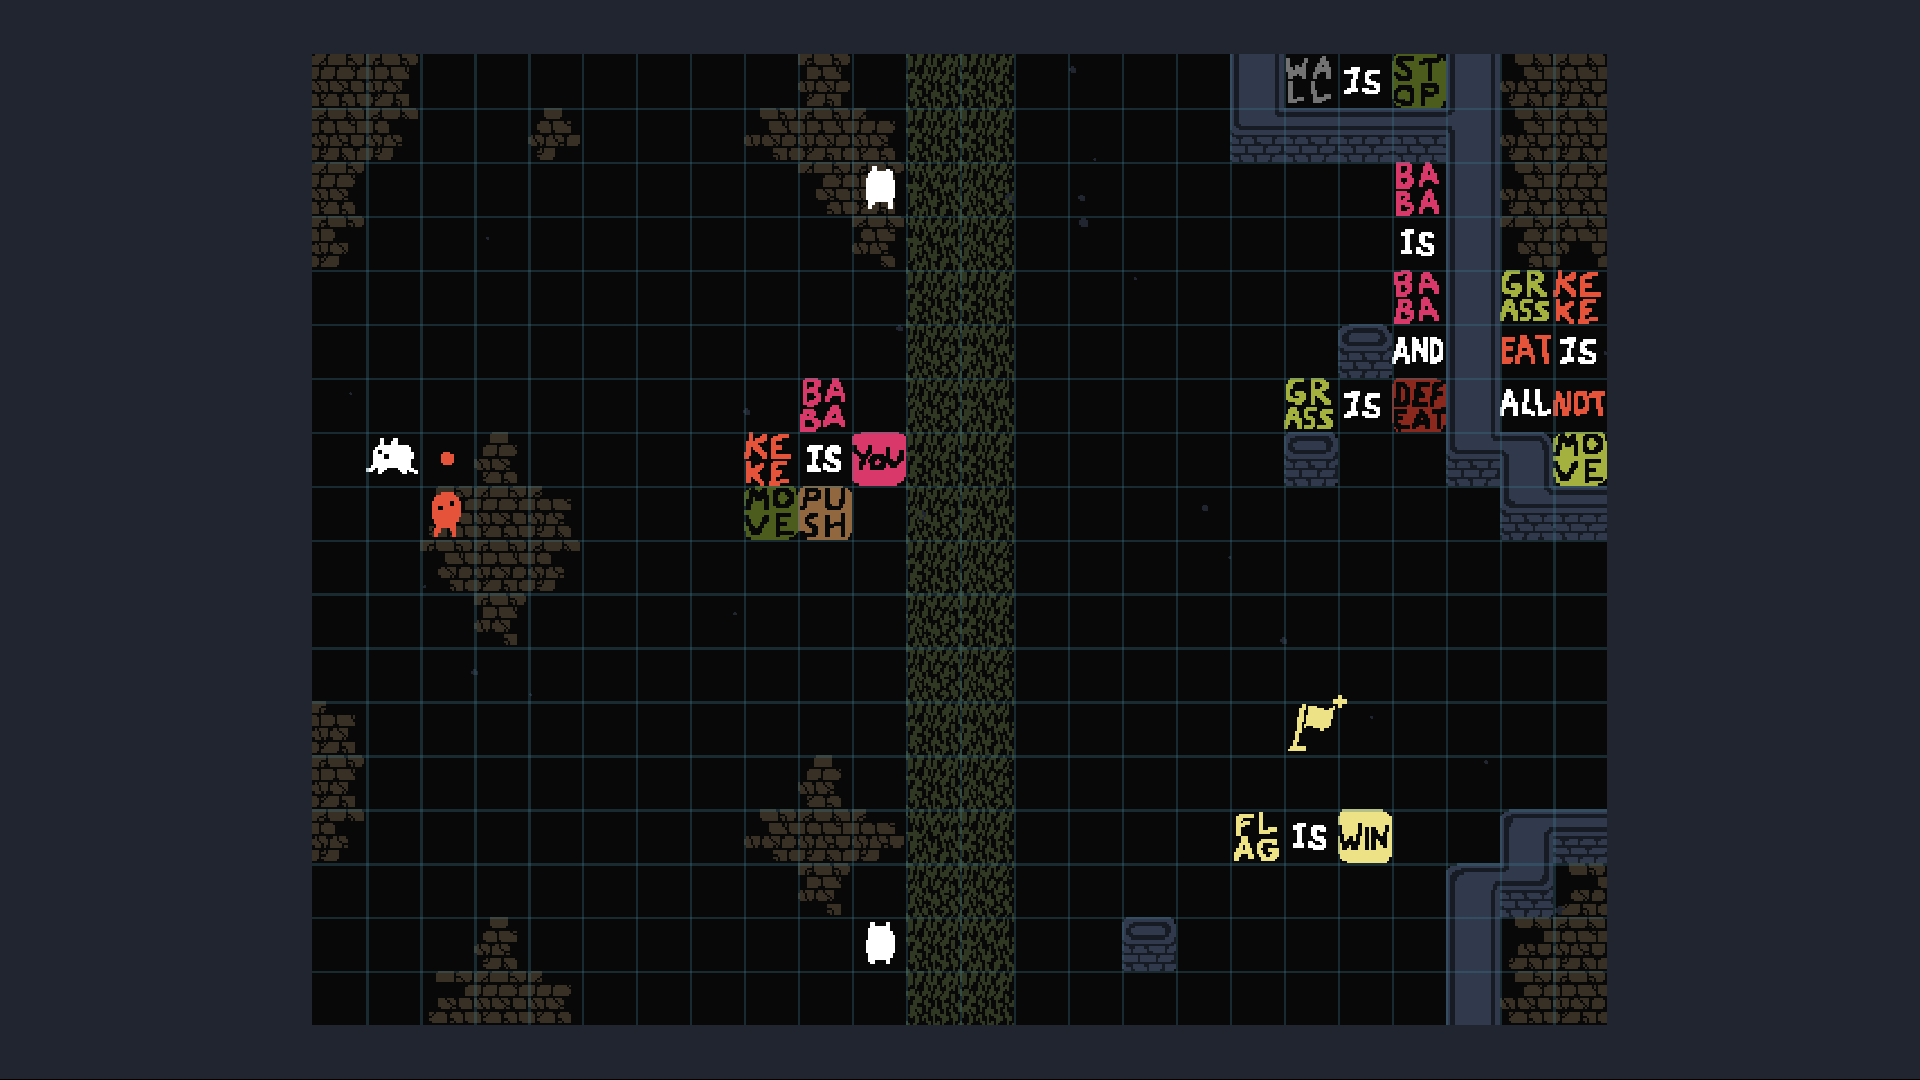 WALL IS STOP
BABA
IS
BABA GRASS KEKE
AND EAT IS
BABA GRASS IS DEFEAT ALL NOT
KEKE IS YOU MOVE
MOVE PUSH
FLAG IS WIN